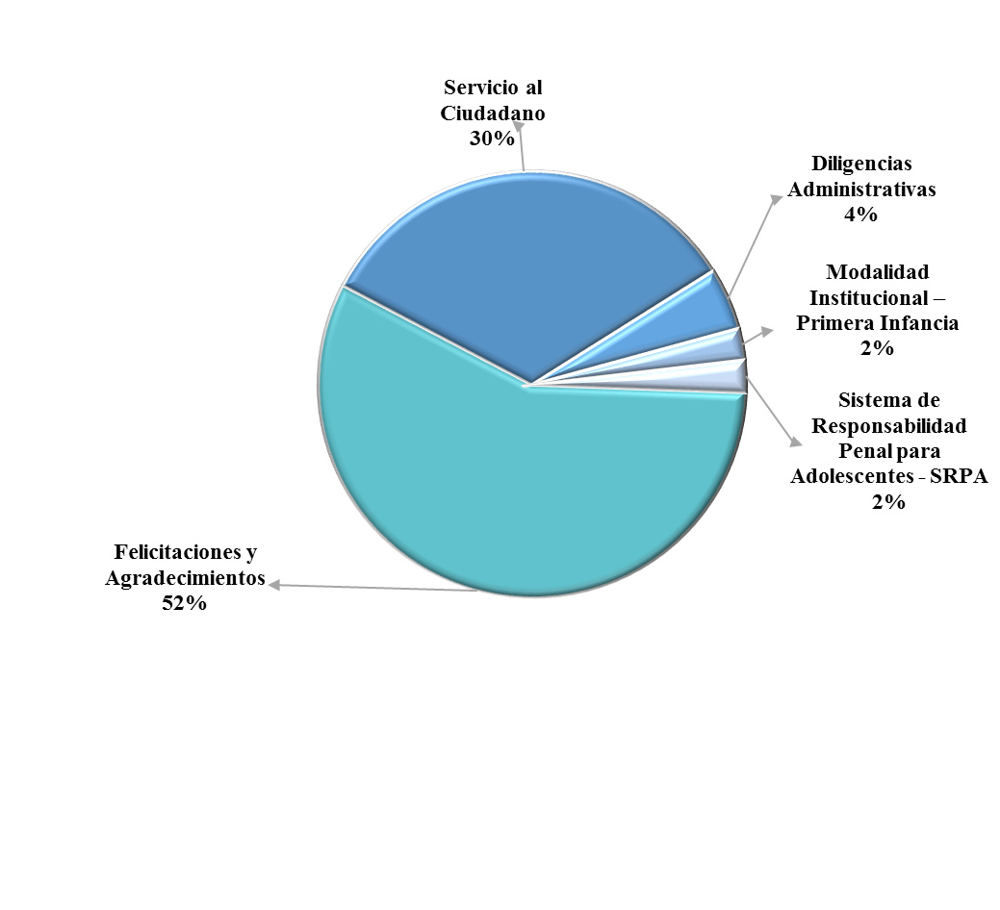 Servicio al
Ciudadano
30%
Diligencias
Administrativas
4%
Modalidad
Institucional –
Primera Infancia
2%
Sistema de
Responsabilidad
Penal para
Adolescentes - SRPA
2%
Felicitaciones y
Agradecimientos
52%